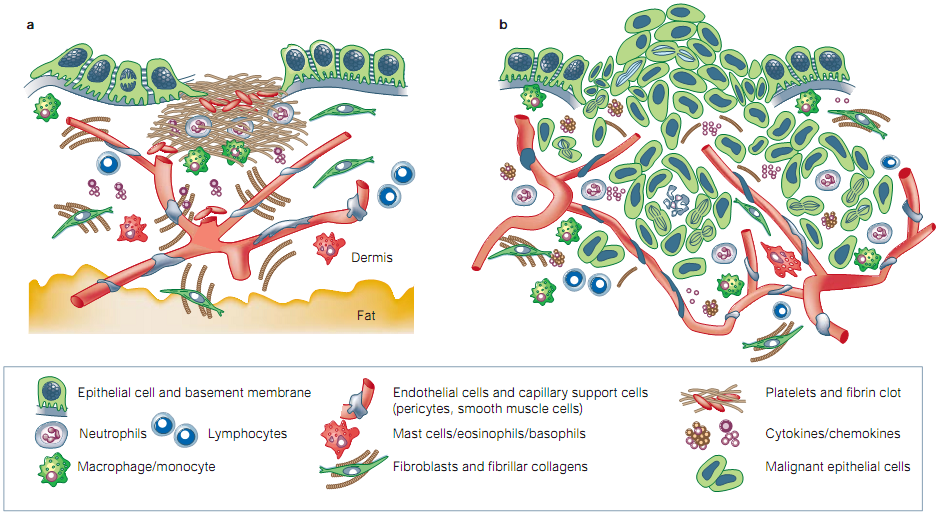 a
b
Dermis
Fat
Epithelial cell and basement membrane
Endothelial cells and capillary support cells
(pericytes, smooth muscle cells)
Platelets and fibrin clot
Neutrophils
Lymphocytes
Mast cells/eosinophils/basophils
Cytokines/chemokines
Macrophage/monocyte
Fibroblasts and fibrillar collagens
Malignant epithelial cells